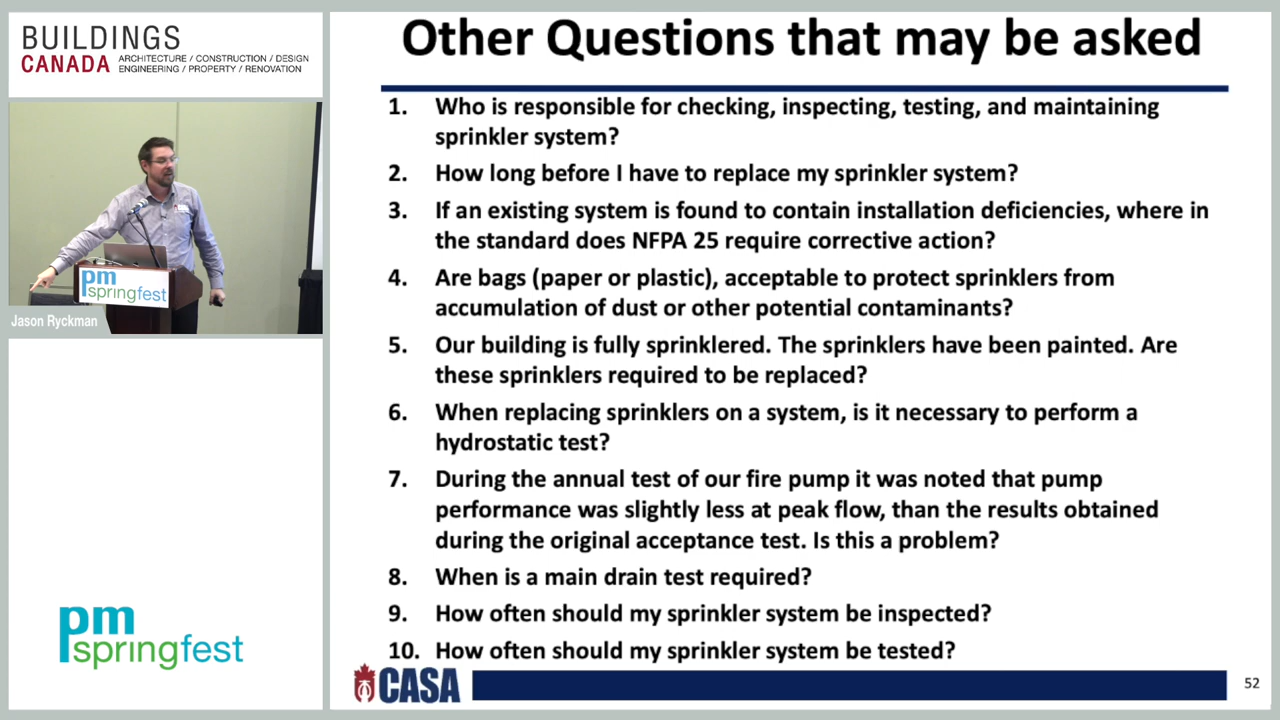 BUILDINGS
CANADA ARCHITECTURE / CONSTRUCTION / DESIGN
ENGINEERING / PROPERTY / RENOVATION
pm
springfest
Jason Ryckman
pm
springfest
Other Questions that may be asked
1. Who is responsible for checking, inspecting, testing, and maintaining
sprinkler system?
2. How long before I have to replace my sprinkler system?
3. If an existing system is found to contain installation deficiencies, where in
the standard does NFPA 25 require corrective action?
4. Are bags (paper or plastic), acceptable to protect sprinklers from
accumulation of dust or other potential contaminants?
5. Our building is fully sprinklered. The sprinklers have been painted. Are
these sprinklers required to be replaced?
6. When replacing sprinklers on a system, is it necessary to perform a
hydrostatic test?
7. During the annual test of our fire pump it was noted that pump
performance was slightly less at peak flow, than the results obtained
during the original acceptance test. Is this a problem?
8. When is a main drain test required?
9. How often should my sprinkler system be inspected?
10. How often should my sprinkler system be tested?
CASA
52